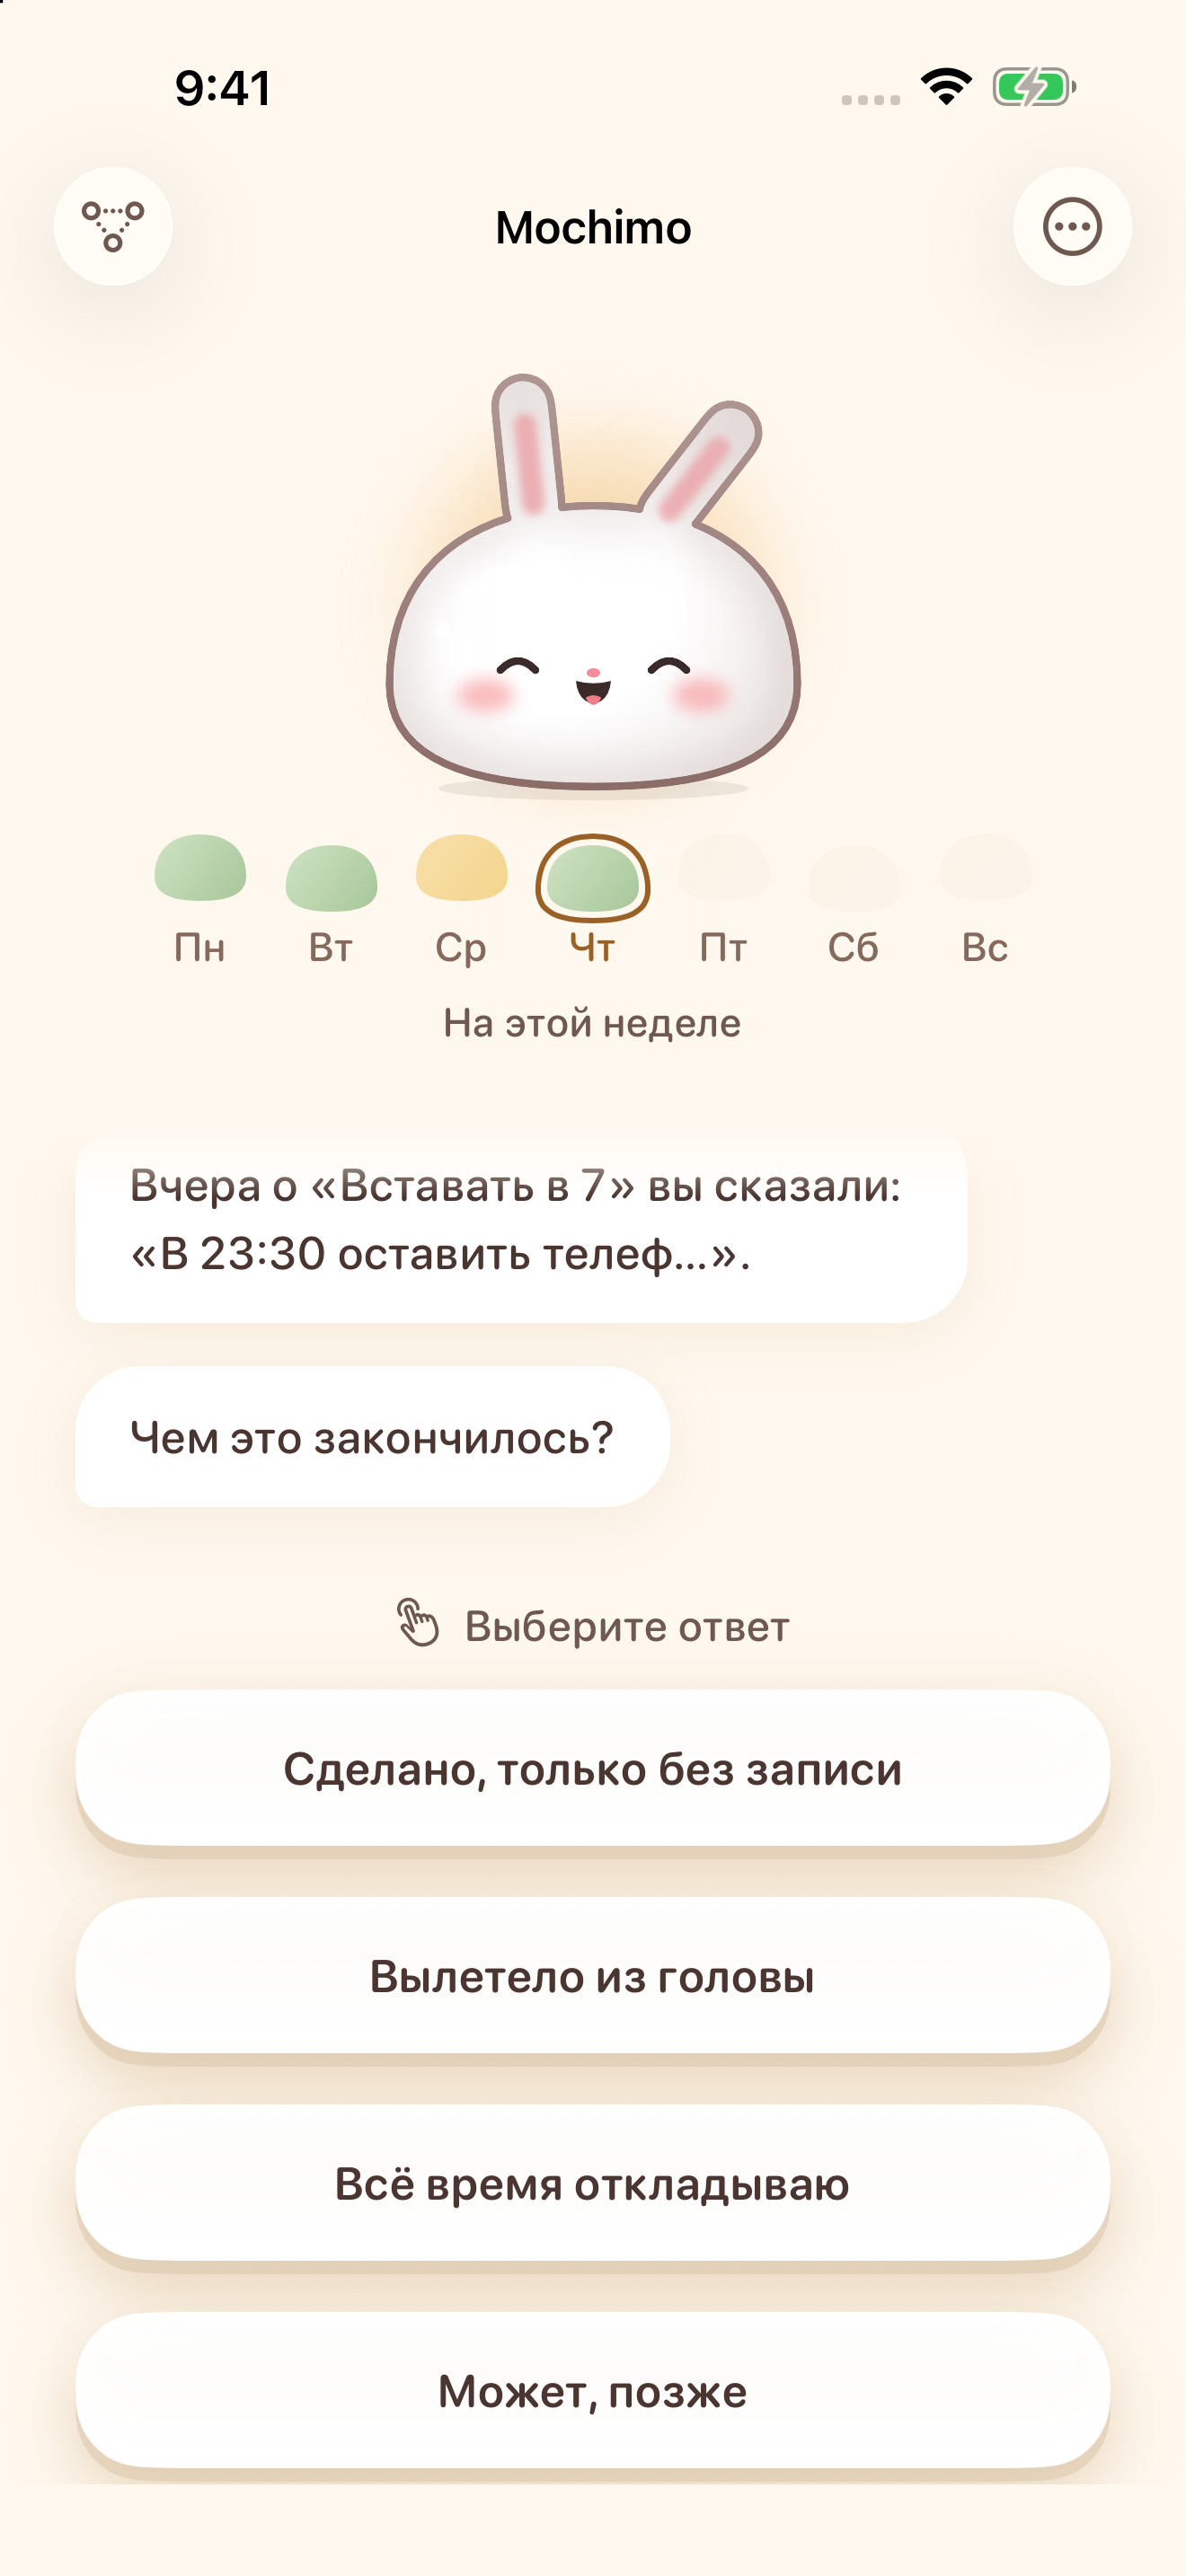 9:41
Mochimo
Пн Вт Ср Чт Пт Сб Вс
На этой неделе
Вчера о «Вставать в 7» вы сказали:
«В 23:30 оставить телеф...».
Чем это закончилось?
Выберите ответ
Сделано, только без записи
Вылетело из головы
Всё время откладываю
Может, позже